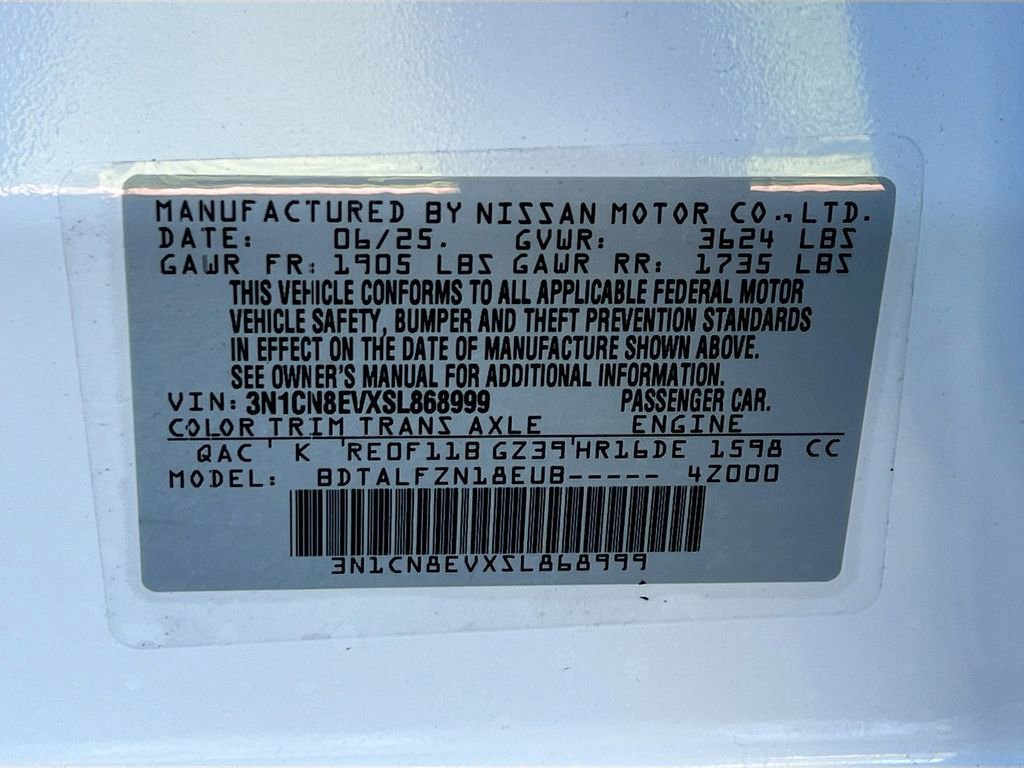 MANUFACTURED BY NISSAN MOTOR CO., LTD.
DATE: 06/25. GVWR: 3624 LBS
GAWR FR: 1905 LBS GAWR RR: 1735 LBS
THIS VEHICLE CONFORMS TO ALL APPLICABLE FEDERAL MOTOR
VEHICLE SAFETY, BUMPER AND THEFT PREVENTION STANDARDS
IN EFFECT ON THE DATE OF MANUFACTURE SHOWN ABOVE.
SEE OWNER'S MANUAL FOR ADDITIONAL INFORMATION.
VIN: 3N1CN8EVXSL868999 PASSENGER CAR.
COLOR TRIM TRANS AXLE ENGINE
QAC K RE0F11B GZ39 HR16DE 1598 CC
MODEL: BDTALFZN18EUB----- 4Z000
3N1CN8EVXSL868999